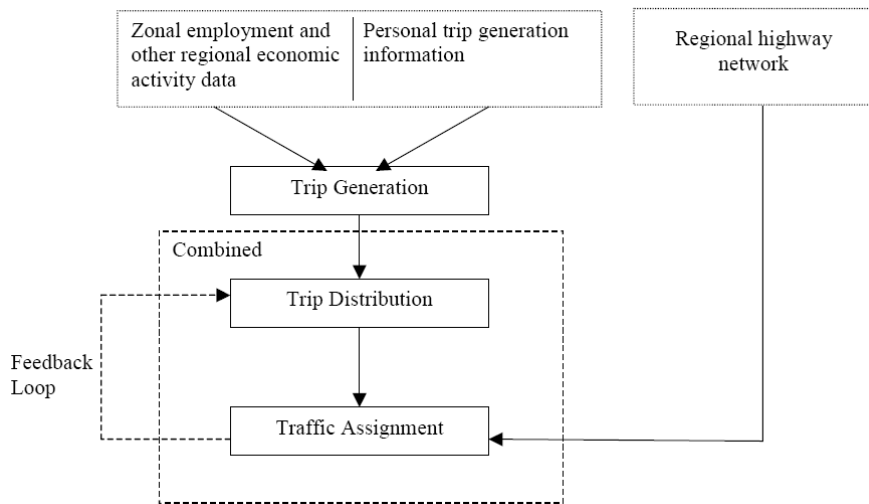 Zonal employment and
other regional economic
activity data
Personal trip generation
information
Regional highway
network
Trip Generation
Combined
Trip Distribution
Feedback
Loop
Traffic Assignment